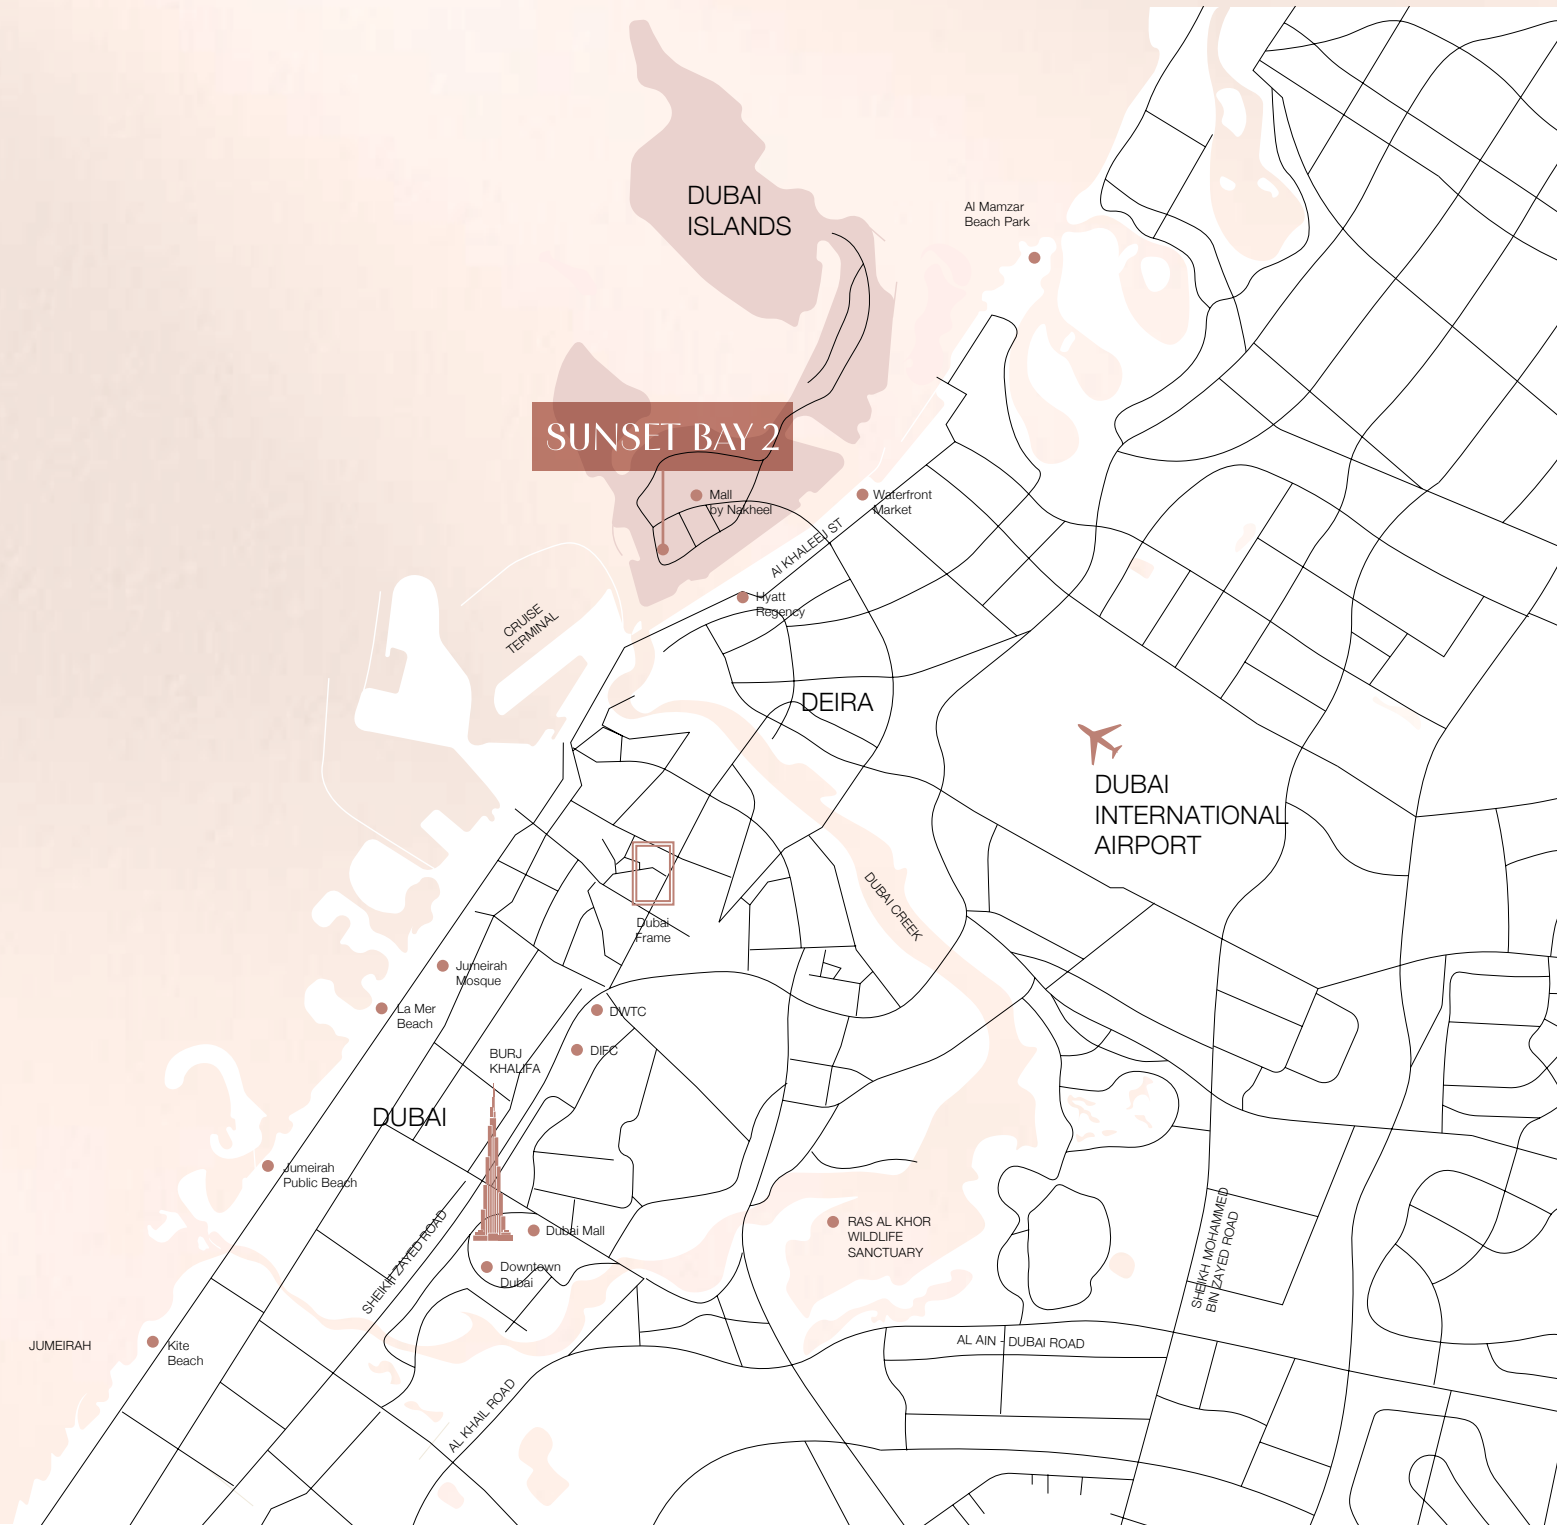 DUBAI
ISLANDS
Al Mamzar
Beach Park
SUNSET BAY 2
Mall
by Nakheel
Waterfront
Market
Al KHALEEJ ST
Hyatt
Regency
CRUISE
TERMINAL
DEIRA
DUBAI
INTERNATIONAL
AIRPORT
DUBAI CREEK
Dubai
Frame
Jumeirah
Mosque
La Mer
Beach
DWTC
DIFC
BURJ
KHALIFA
DUBAI
Jumeirah
Public Beach
SHEIKH ZAYED ROAD
Dubai Mall
Downtown
Dubai
RAS AL KHOR
WILDLIFE
SANCTUARY
SHEIKH MOHAMMED
BIN ZAYED ROAD
JUMEIRAH
Kite
Beach
AL AIN - DUBAI ROAD
AL KHAIL ROAD